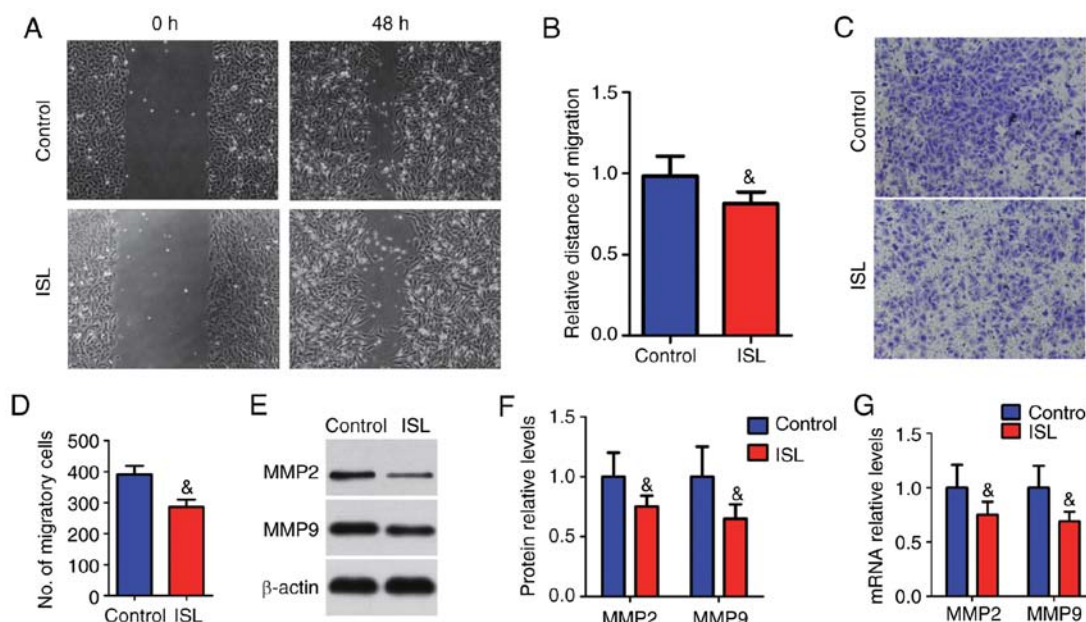 A
0 h
48 h
Control
ISL
B
Relative distance of migration
1.5
1.0
0.5
0.0
&
Control
ISL
C
Control
ISL
D
No. of migratory cells
500
400
300
200
100
0
&
Control ISL
E
Control ISL
MMP2
MMP9
β-actin
F
Protein relative levels
1.5
1.0
0.5
0.0
Control
ISL
&
&
MMP2 MMP9
G
mRNA relative levels
1.5
1.0
0.5
0.0
Control
ISL
&
&
MMP2 MMP9